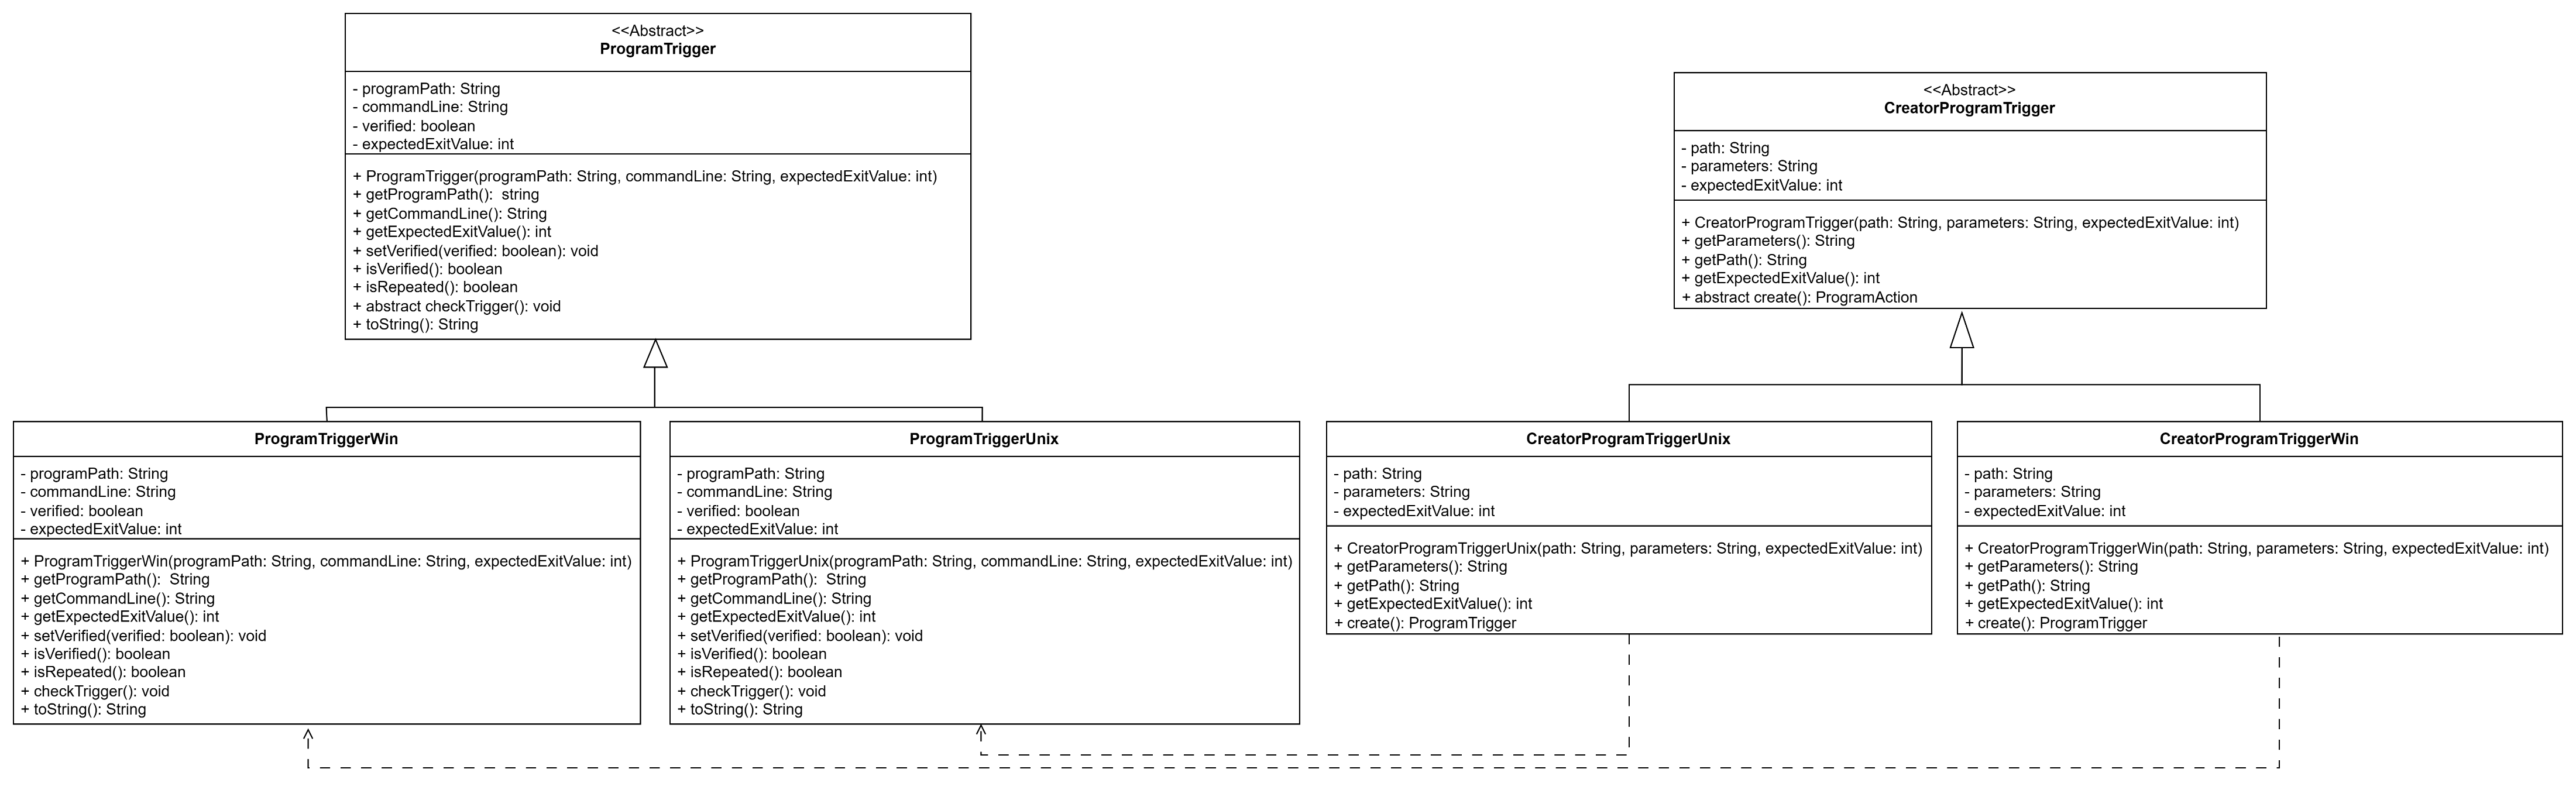 <<Abstract>>
ProgramTrigger
- programPath: String
- commandLine: String
- verified: boolean
- expectedExitValue: int
+ ProgramTrigger(programPath: String, commandLine: String, expectedExitValue: int)
+ getProgramPath():  string
+ getCommandLine(): String
+ getExpectedExitValue(): int
+ setVerified(verified: boolean): void
+ isVerified(): boolean
+ isRepeated(): boolean
+ abstract checkTrigger(): void
+ toString(): String
<<Abstract>>
CreatorProgramTrigger
- path: String
- parameters: String
- expectedExitValue: int
+ CreatorProgramTrigger(path: String, parameters: String, expectedExitValue: int)
+ getParameters(): String
+ getPath(): String
+ getExpectedExitValue(): int
+ abstract create(): ProgramAction
ProgramTriggerWin
- programPath: String
- commandLine: String
- verified: boolean
- expectedExitValue: int
+ ProgramTriggerWin(programPath: String, commandLine: String, expectedExitValue: int)
+ getProgramPath():  String
+ getCommandLine(): String
+ getExpectedExitValue(): int
+ setVerified(verified: boolean): void
+ isVerified(): boolean
+ isRepeated(): boolean
+ checkTrigger(): void
+ toString(): String
ProgramTriggerUnix
- programPath: String
- commandLine: String
- verified: boolean
- expectedExitValue: int
+ ProgramTriggerUnix(programPath: String, commandLine: String, expectedExitValue: int)
+ getProgramPath():  String
+ getCommandLine(): String
+ getExpectedExitValue(): int
+ setVerified(verified: boolean): void
+ isVerified(): boolean
+ isRepeated(): boolean
+ checkTrigger(): void
+ toString(): String
CreatorProgramTriggerUnix
- path: String
- parameters: String
- expectedExitValue: int
+ CreatorProgramTriggerUnix(path: String, parameters: String, expectedExitValue: int)
+ getParameters(): String
+ getPath(): String
+ getExpectedExitValue(): int
+ create(): ProgramTrigger
CreatorProgramTriggerWin
- path: String
- parameters: String
- expectedExitValue: int
+ CreatorProgramTriggerWin(path: String, parameters: String, expectedExitValue: int)
+ getParameters(): String
+ getPath(): String
+ getExpectedExitValue(): int
+ create(): ProgramTrigger